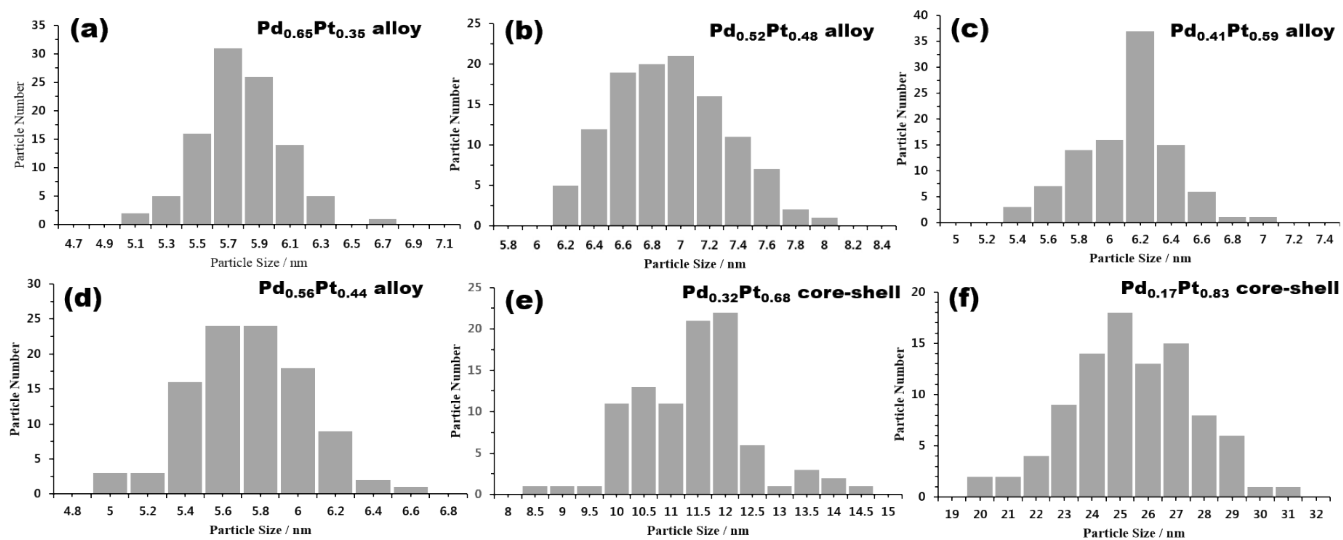 (a)
Pd0.65Pt0.35 alloy
35
30
25
20
15
10
5
0
Particle Number
4.7 4.9 5.1 5.3 5.5 5.7 5.9 6.1 6.3 6.5 6.7 6.9 7.1
Particle Size / nm
(b)
Pd0.52Pt0.48 alloy
25
20
15
10
5
0
Particle Number
5.8 6 6.2 6.4 6.6 6.8 7 7.2 7.4 7.6 7.8 8 8.2 8.4
Particle Size / nm
(c)
Pd0.41Pt0.59 alloy
40
35
30
25
20
15
10
5
0
Particle Number
5 5.2 5.4 5.6 5.8 6 6.2 6.4 6.6 6.8 7 7.2 7.4
Particle Size / nm
(d)
Pd0.56Pt0.44 alloy
30
25
20
15
10
5
0
Particle Number
4.8 5 5.2 5.4 5.6 5.8 6 6.2 6.4 6.6 6.8
Particle Size / nm
(e)
Pd0.32Pt0.68 core-shell
25
20
15
10
5
0
Particle Number
8 8.5 9 9.5 10 10.5 11 11.5 12 12.5 13 13.5 14 14.5 15
Particle Size / nm
(f)
Pd0.17Pt0.83 core-shell
20
15
10
5
0
Particle Number
19 20 21 22 23 24 25 26 27 28 29 30 31 32
Particle Size / nm